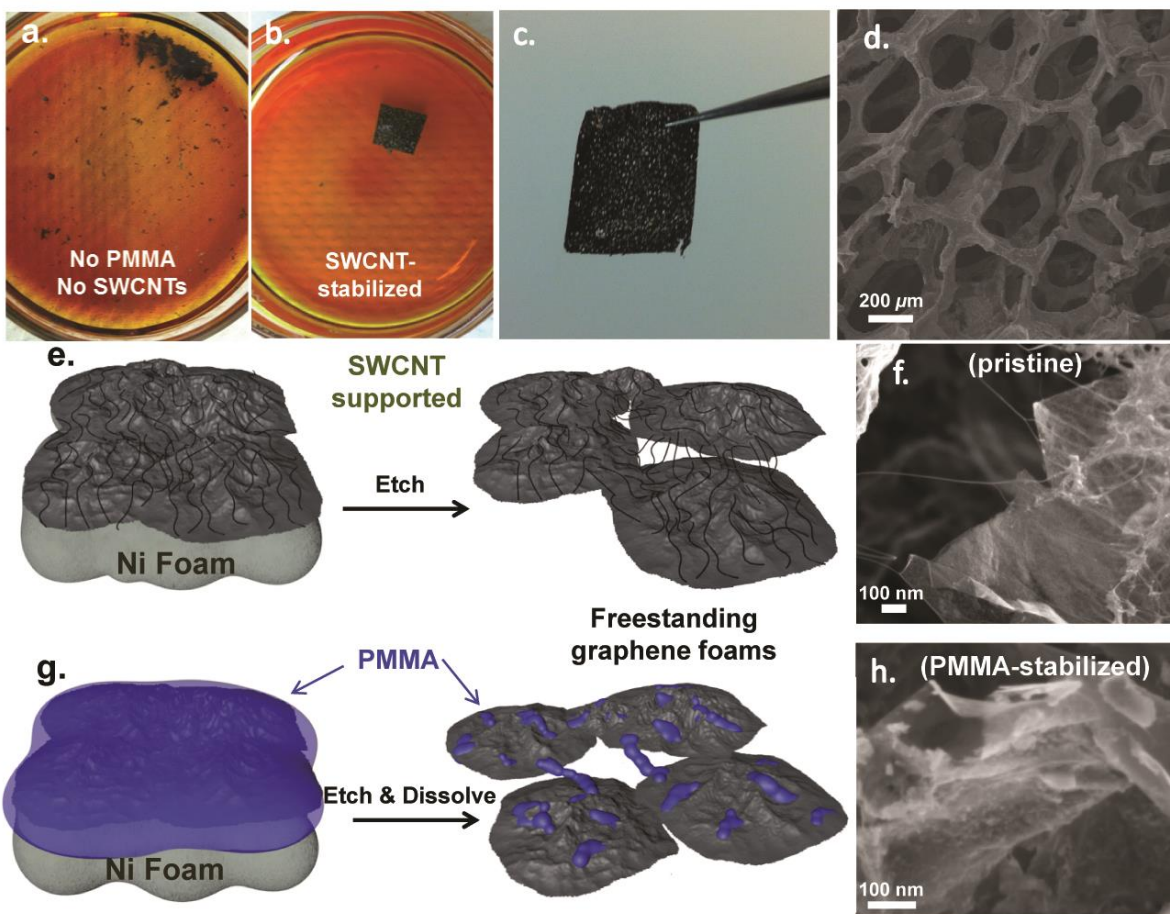 a.
No PMMA
No SWCNTs
b.
SWCNT-
stabilized
c.
d.
200 µm
e.
SWCNT
supported
Etch
Ni Foam
Freestanding
graphene foams
f.
(pristine)
100 nm
g.
PMMA
Etch & Dissolve
Ni Foam
h.
(PMMA-stabilized)
100 nm